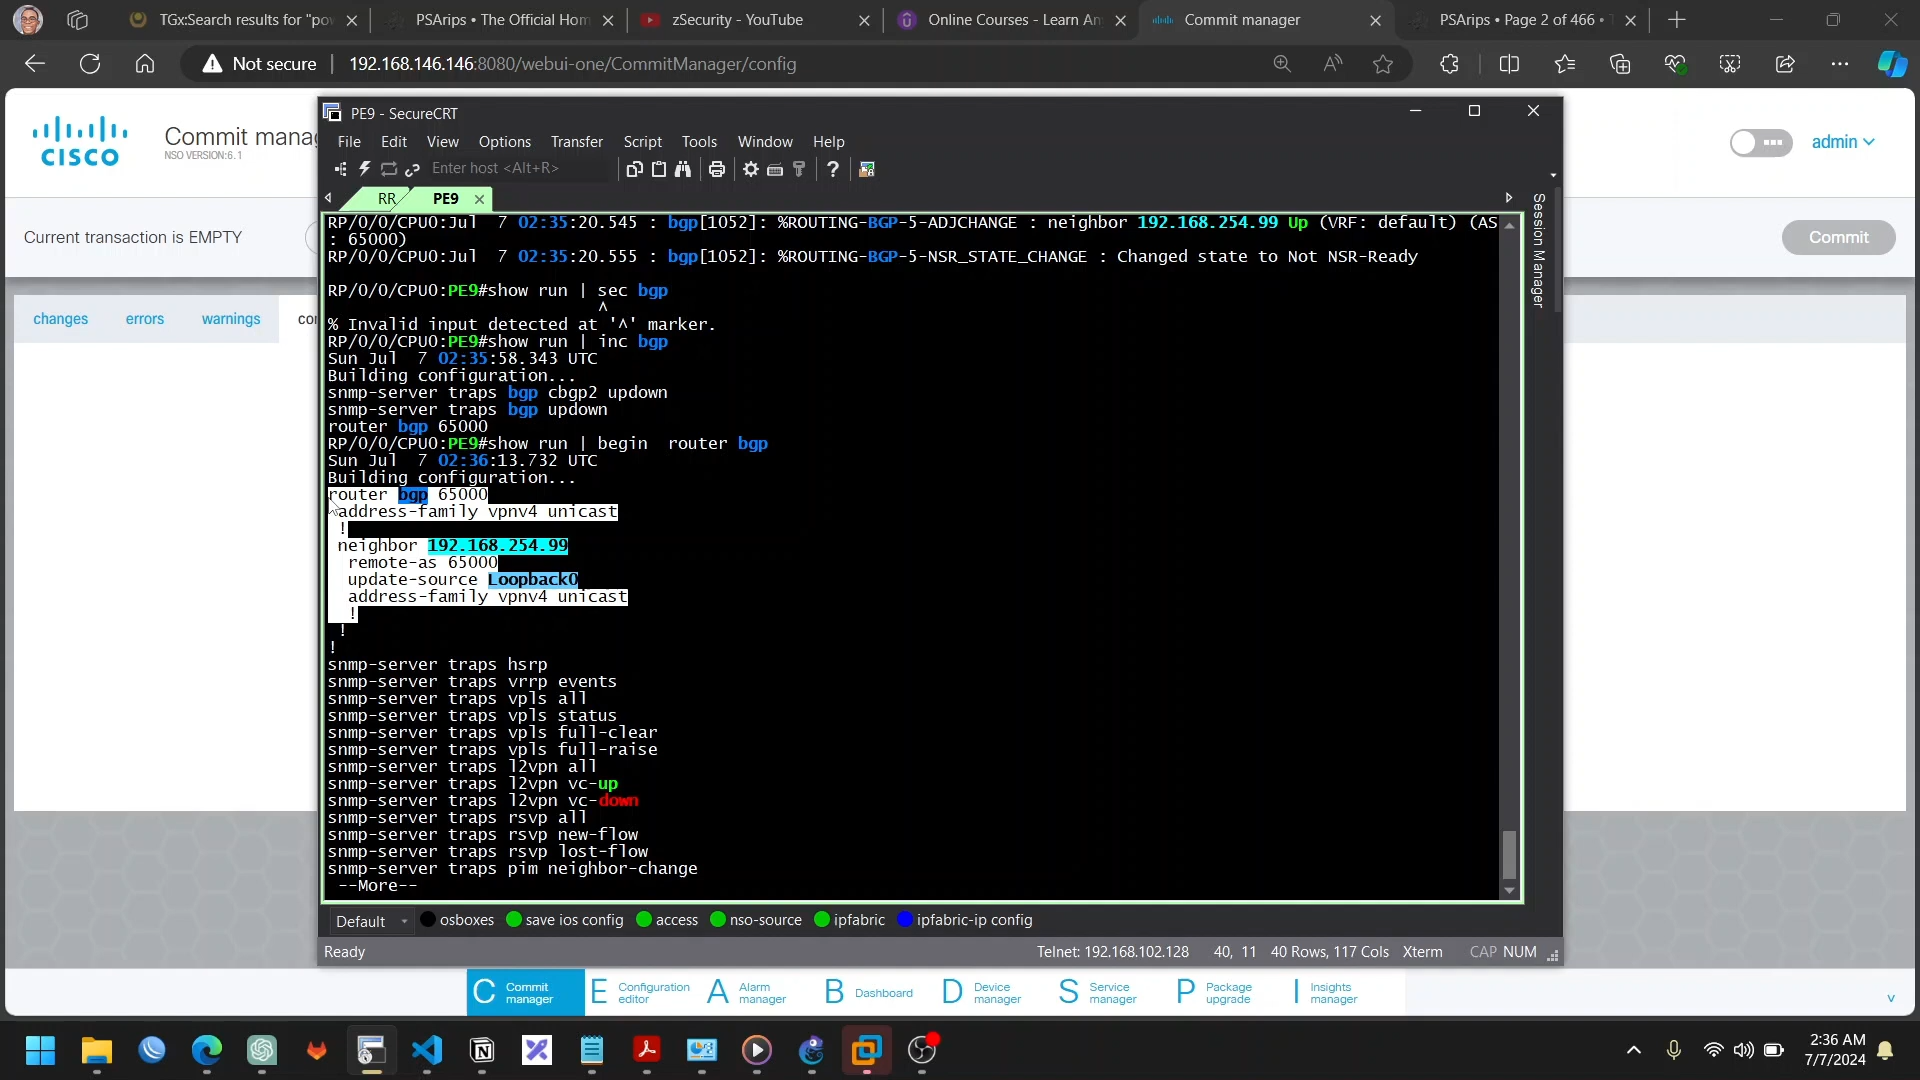 TGx:Search results for "pow
PSArips • The Official Hom
zSecurity - YouTube
Online Courses - Learn An
Commit manager
PSArips • Page 2 of 466 •
Not secure
192.168.146.146:8080/webui-one/CommitManager/config
CISCO
Commit mana
NSO VERSION:6.1
admin
Current transaction is EMPTY
Commit
changes
errors
warnings
co
PE9 - SecureCRT
File
Edit
View
Options
Transfer
Script
Tools
Window
Help
Enter host <Alt+R>
RR
PE9
Session Manager
RP/0/0/CPU0:Jul  7 02:35:20.545 : bgp[1052]: %ROUTING-BGP-5-ADJCHANGE : neighbor 192.168.254.99 Up (VRF: default) (AS
: 65000)
RP/0/0/CPU0:Jul  7 02:35:20.555 : bgp[1052]: %ROUTING-BGP-5-NSR_STATE_CHANGE : Changed state to Not NSR-Ready
RP/0/0/CPU0:PE9#show run | sec bgp
^
% Invalid input detected at '^' marker.
RP/0/0/CPU0:PE9#show run | inc bgp
Sun Jul  7 02:35:58.343 UTC
Building configuration...
snmp-server traps bgp cbgp2 updown
snmp-server traps bgp updown
router bgp 65000
RP/0/0/CPU0:PE9#show run | begin  router bgp
Sun Jul  7 02:36:13.732 UTC
Building configuration...
router bgp 65000
address-family vpnv4 unicast
!
neighbor 192.168.254.99
remote-as 65000
update-source Loopback0
address-family vpnv4 unicast
!
!
!
snmp-server traps hsrp
snmp-server traps vrrp events
snmp-server traps vpls all
snmp-server traps vpls status
snmp-server traps vpls full-clear
snmp-server traps vpls full-raise
snmp-server traps l2vpn all
snmp-server traps l2vpn vc-up
snmp-server traps l2vpn vc-down
snmp-server traps rsvp all
snmp-server traps rsvp new-flow
snmp-server traps rsvp lost-flow
snmp-server traps pim neighbor-change
--More--
Default
osboxes
save ios config
access
nso-source
ipfabric
ipfabric-ip config
Ready
Telnet: 192.168.102.128
40, 11
40 Rows, 117 Cols
Xterm
CAP NUM
C Commit manager
E Configuration editor
A Alarm manager
B Dashboard
D Device manager
S Service manager
P Package upgrade
I Insights manager
2:36 AM
7/7/2024